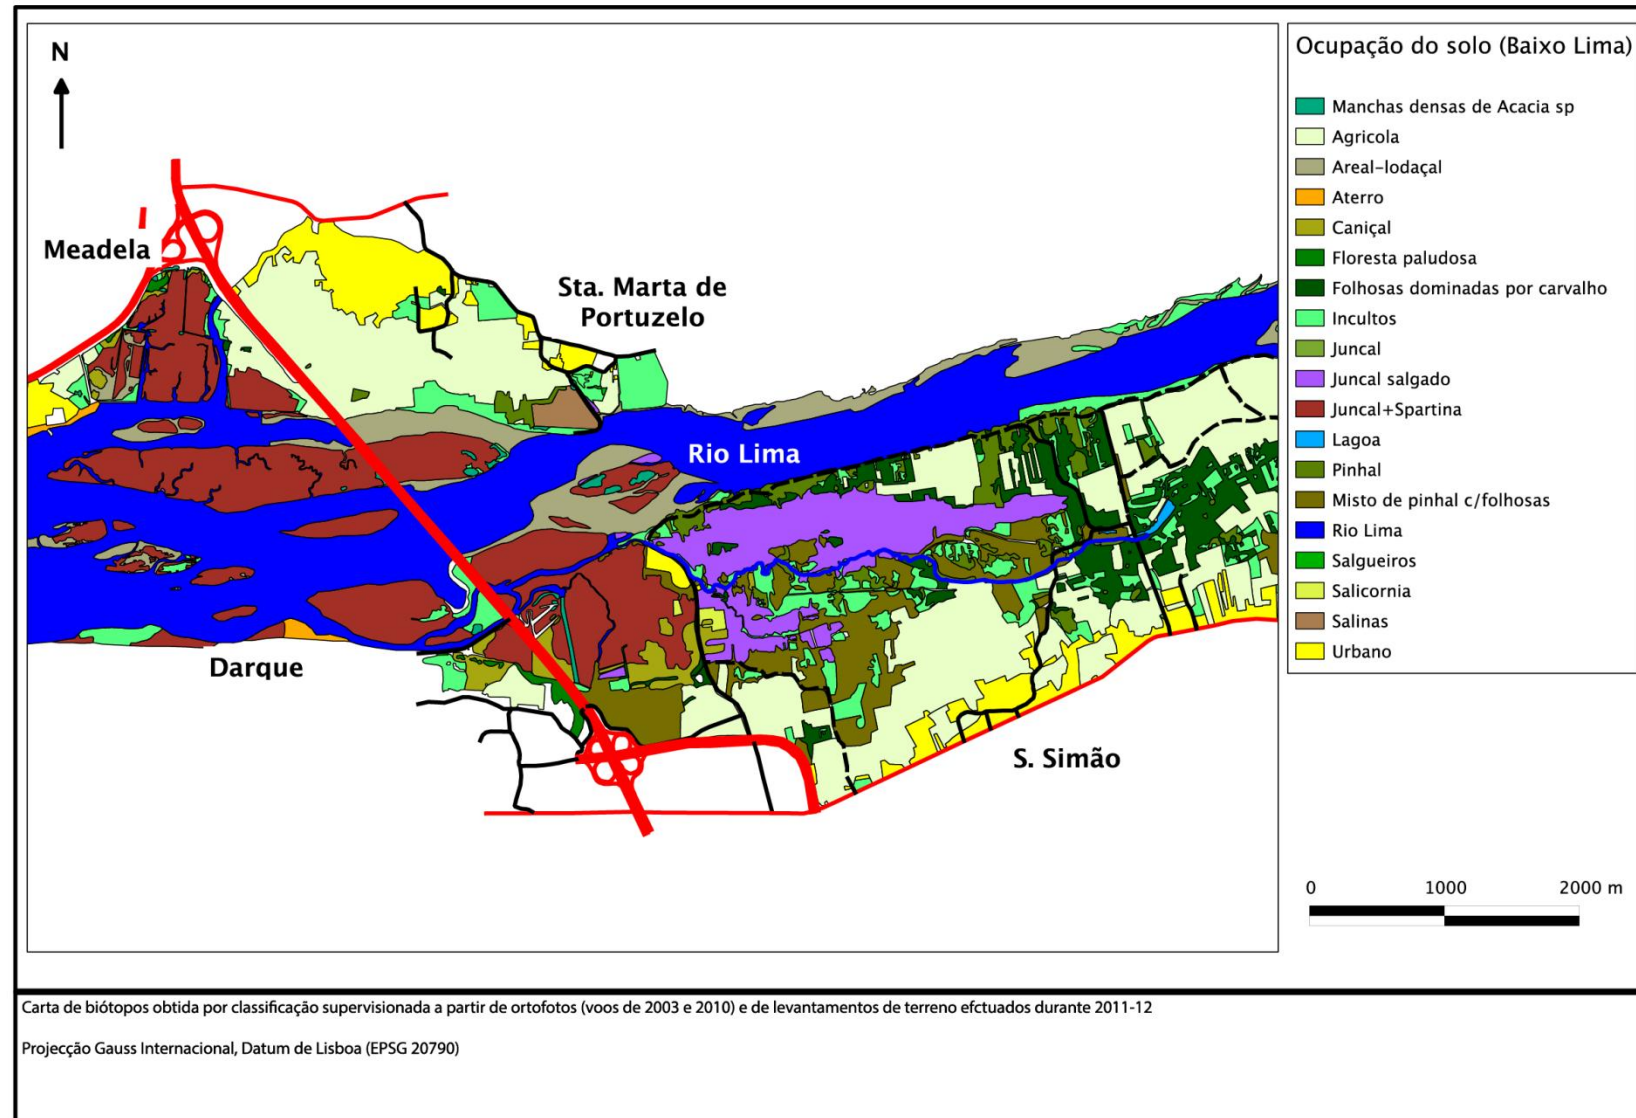 N
Meadela
Sta. Marta de
Portuzelo
Rio Lima
Darque
S. Simão
Ocupação do solo (Baixo Lima)
Manchas densas de Acacia sp
Agricola
Areal-lodaçal
Aterro
Caniçal
Floresta paludosa
Folhosas dominadas por carvalho
Incultos
Juncal
Juncal salgado
Juncal+Spartina
Lagoa
Pinhal
Misto de pinhal c/folhosas
Rio Lima
Salgueiros
Salicornia
Salinas
Urbano
0 1000 2000 m
Carta de biótopos obtida por classificação supervisionada a partir de ortofotos (voos de 2003 e 2010) e de levantamentos de terreno efctuados durante 2011-12
Projecção Gauss Internacional, Datum de Lisboa (EPSG 20790)